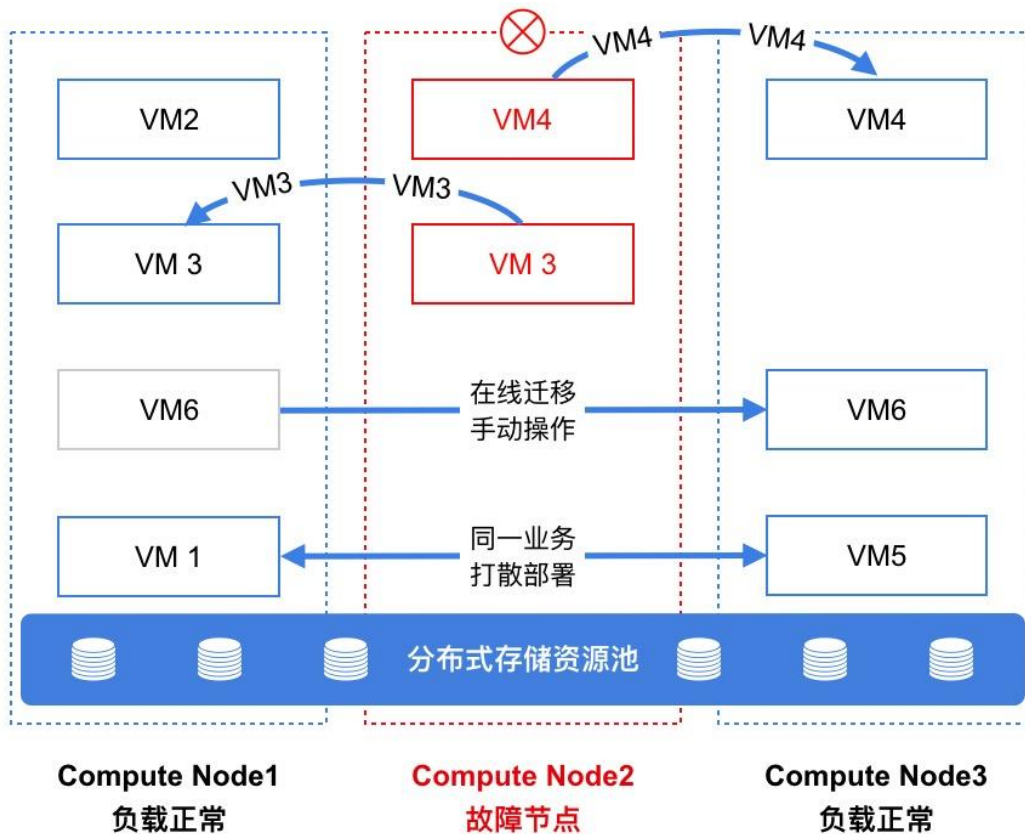 VM4
VM4
VM2
VM4
VM4
VM3
VM3
VM 3
VM 3
VM6
在线迁移
手动操作
VM6
VM 1
同一业务
打散部署
VM5
分布式存储资源池
Compute Node1
负载正常
Compute Node2
故障节点
Compute Node3
负载正常